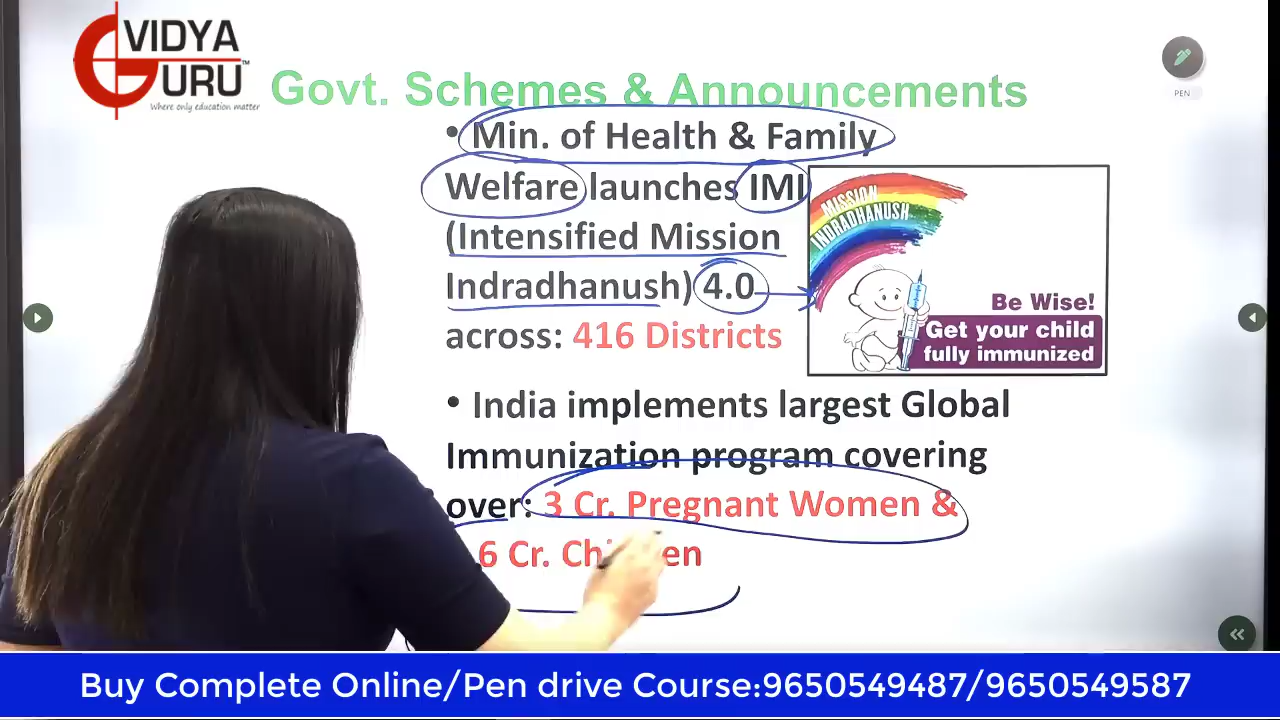 VIDYA
GURU™
Where only education matter
Govt. Schemes & Announcements
PEN
• Min. of Health & Family
Welfare launches IMI
(Intensified Mission
Indradhanush) 4.0
across: 416 Districts
MISSION
INDRADHANUSH
Be Wise!
Get your child
fully immunized
• India implements largest Global
Immunization program covering
over: 3 Cr. Pregnant Women &
6 Cr.
Buy Complete Online/Pen drive Course:9650549487/9650549587